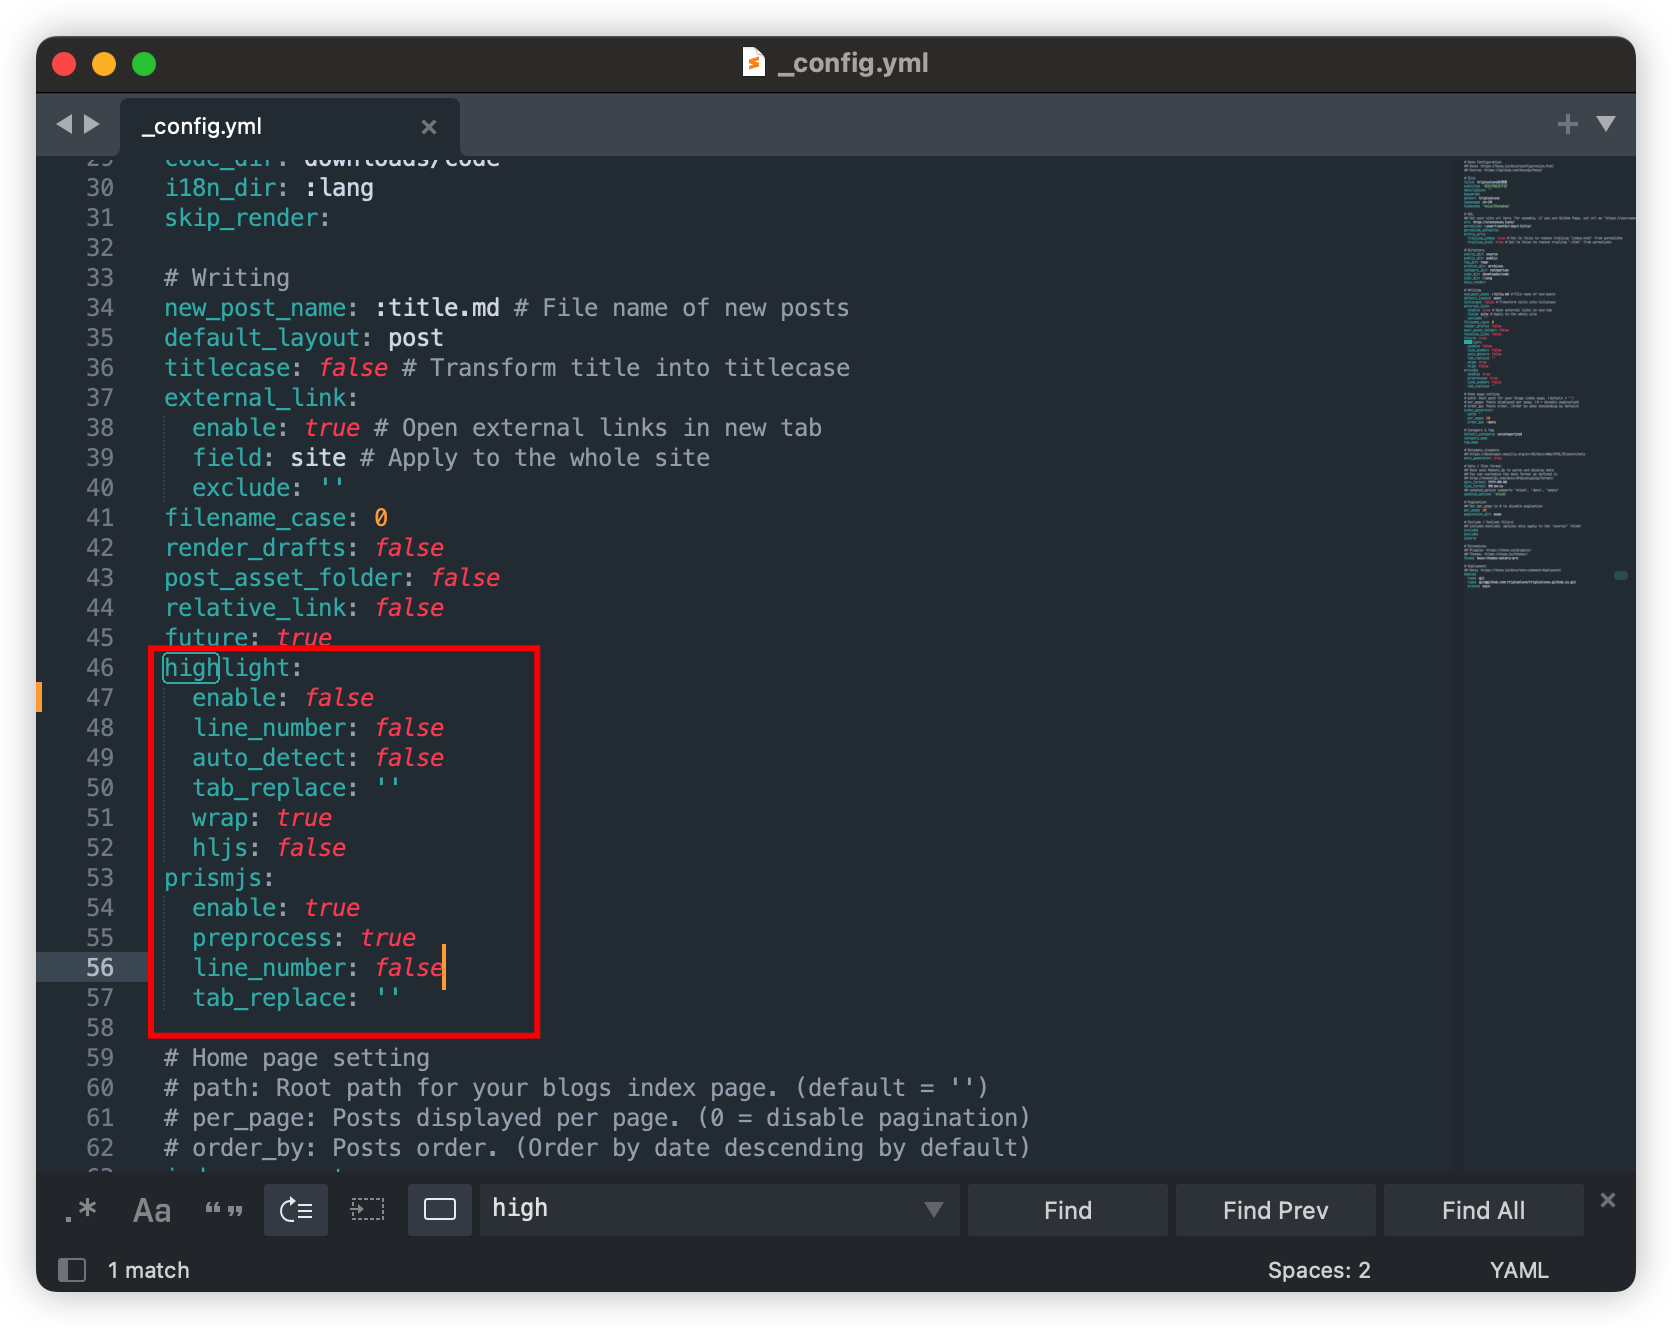 _config.yml
_config.yml
29 code_dir: downloads/code
30 i18n_dir: :lang
31 skip_render:
32
33 # Writing
34 new_post_name: :title.md # File name of new posts
35 default_layout: post
36 titlecase: false # Transform title into titlecase
37 external_link:
38   enable: true # Open external links in new tab
39   field: site # Apply to the whole site
40   exclude: ''
41 filename_case: 0
42 render_drafts: false
43 post_asset_folder: false
44 relative_link: false
45 future: true
46 highlight:
47   enable: false
48   line_number: false
49   auto_detect: false
50   tab_replace: ''
51   wrap: true
52   hljs: false
53 prismjs:
54   enable: true
55   preprocess: true
56   line_number: false
57   tab_replace: ''
58
59 # Home page setting
60 # path: Root path for your blogs index page. (default = '')
61 # per_page: Posts displayed per page. (0 = disable pagination)
62 # order_by: Posts order. (Order by date descending by default)
63
.* Aa “” high Find Find Prev Find All
1 match Spaces: 2 YAML